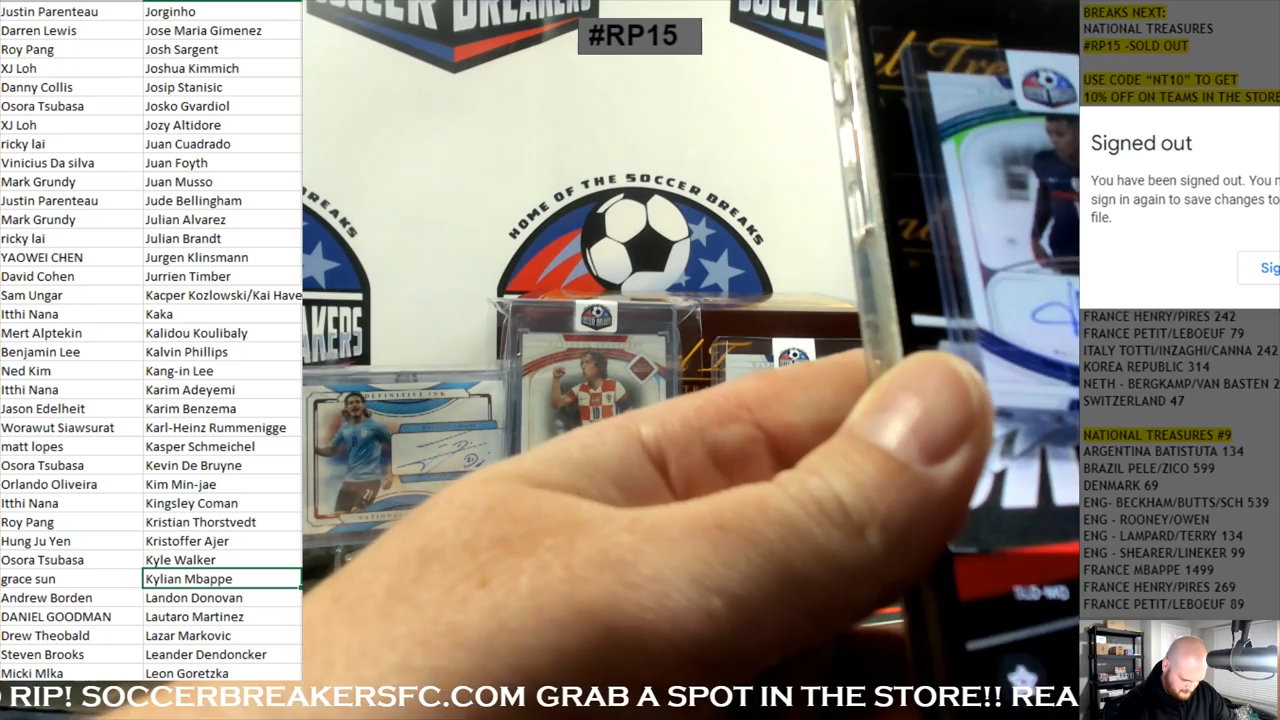 Justin Parenteau Jorginho
Darren Lewis Jose Maria Gimenez
Roy Pang Josh Sargent
XJ Loh Joshua Kimmich
Danny Collis Josip Stanisic
Osora Tsubasa Josko Gvardiol
XJ Loh Jozy Altidore
ricky lai Juan Cuadrado
Vinicius Da silva Juan Foyth
Mark Grundy Juan Musso
Justin Parenteau Jude Bellingham
Mark Grundy Julian Alvarez
ricky lai Julian Brandt
YAOWEI CHEN Jurgen Klinsmann
David Cohen Jurrien Timber
Sam Ungar Kacper Kozlowski/Kai Have
Itthi Nana Kaka
Mert Alptekin Kalidou Koulibaly
Benjamin Lee Kalvin Phillips
Ned Kim Kang-in Lee
Itthi Nana Karim Adeyemi
Jason Edelheit Karim Benzema
Worawut Siawsurat Karl-Heinz Rummenigge
matt lopes Kasper Schmeichel
Osora Tsubasa Kevin De Bruyne
Orlando Oliveira Kim Min-jae
Itthi Nana Kingsley Coman
Roy Pang Kristian Thorstvedt
Hung Ju Yen Kristoffer Ajer
Osora Tsubasa Kyle Walker
grace sun Kylian Mbappe
Andrew Borden Landon Donovan
DANIEL GOODMAN Lautaro Martinez
Drew Theobald Lazar Markovic
Steven Brooks Leander Dendoncker
Micki Mlka Leon Goretzka
SOCCER BREAKERS
#RP15
HOME OF THE SOCCER BREAKS
KERS
DEFINITIVE INK
10
BREAKS NEXT:
NATIONAL TREASURES
#RP15 -SOLD OUT
USE CODE "NT10" TO GET
10% OFF ON TEAMS IN THE STORE
Signed out
You have been signed out. You n
sign in again to save changes to
file.
Sig
FRANCE HENRY/PIRES 242
FRANCE PETIT/LEBOEUF 79
ITALY TOTTI/INZAGHI/CANNA 242
KOREA REPUBLIC 314
NETH - BERGKAMP/VAN BASTEN 2
SWITZERLAND 47
NATIONAL TREASURES #9
ARGENTINA BATISTUTA 134
BRAZIL PELE/ZICO 599
DENMARK 69
ENG- BECKHAM/BUTTS/SCH 539
ENG - ROONEY/OWEN
ENG - LAMPARD/TERRY 134
ENG - SHEARER/LINEKER 99
FRANCE MBAPPE 1499
FRANCE HENRY/PIRES 269
FRANCE PETIT/LEBOEUF 89
RIP! SOCCERBREAKERSFC.COM GRAB A SPOT IN THE STORE!! REA